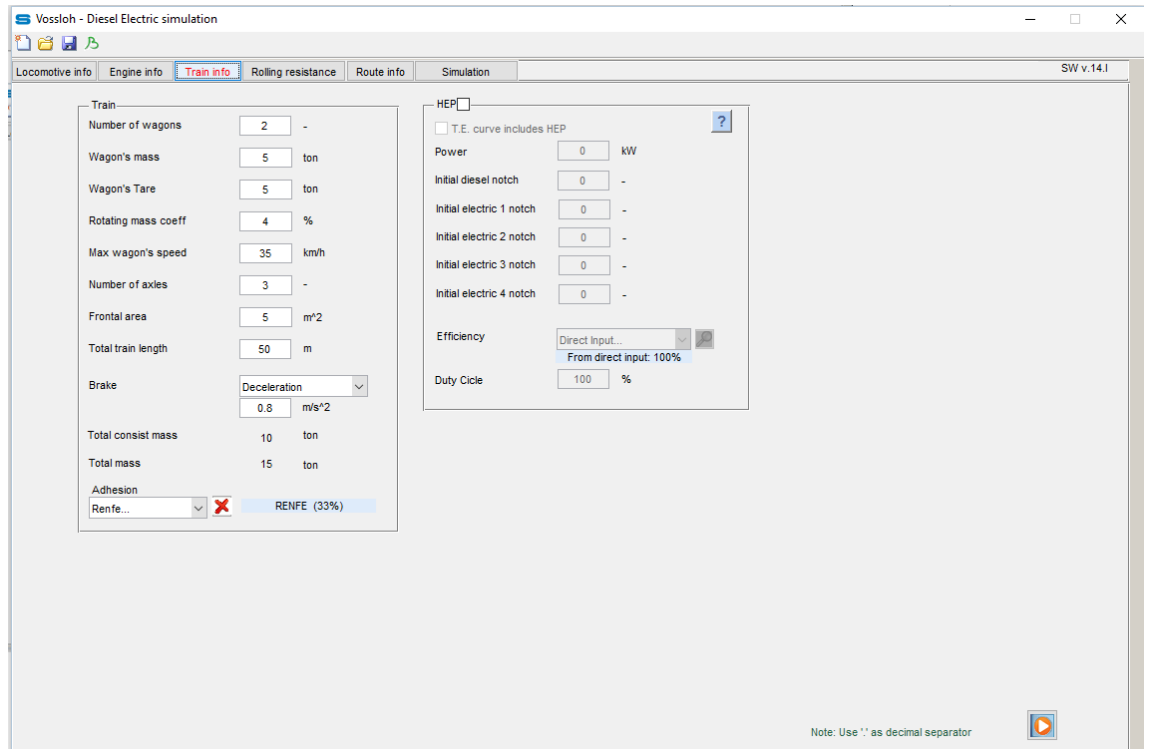 Vossloh - Diesel Electric simulation
Locomotive info Engine info Train info Rolling resistance Route info Simulation SW v.14.I
Train
Number of wagons 2 -
Wagon's mass 5 ton
Wagon's Tare 5 ton
Rotating mass coeff 4 %
Max wagon's speed 35 km/h
Number of axles 3 -
Frontal area 5 m^2
Total train length 50 m
Brake Deceleration
0.8 m/s^2
Total consist mass 10 ton
Total mass 15 ton
Adhesion
Renfe... RENFE (33%)
HEP
T.E. curve includes HEP ?
Power 0 kW
Initial diesel notch 0 -
Initial electric 1 notch 0 -
Initial electric 2 notch 0 -
Initial electric 3 notch 0 -
Initial electric 4 notch 0 -
Efficiency Direct Input...
From direct input: 100%
Duty Cicle 100 %
Note: Use '.' as decimal separator